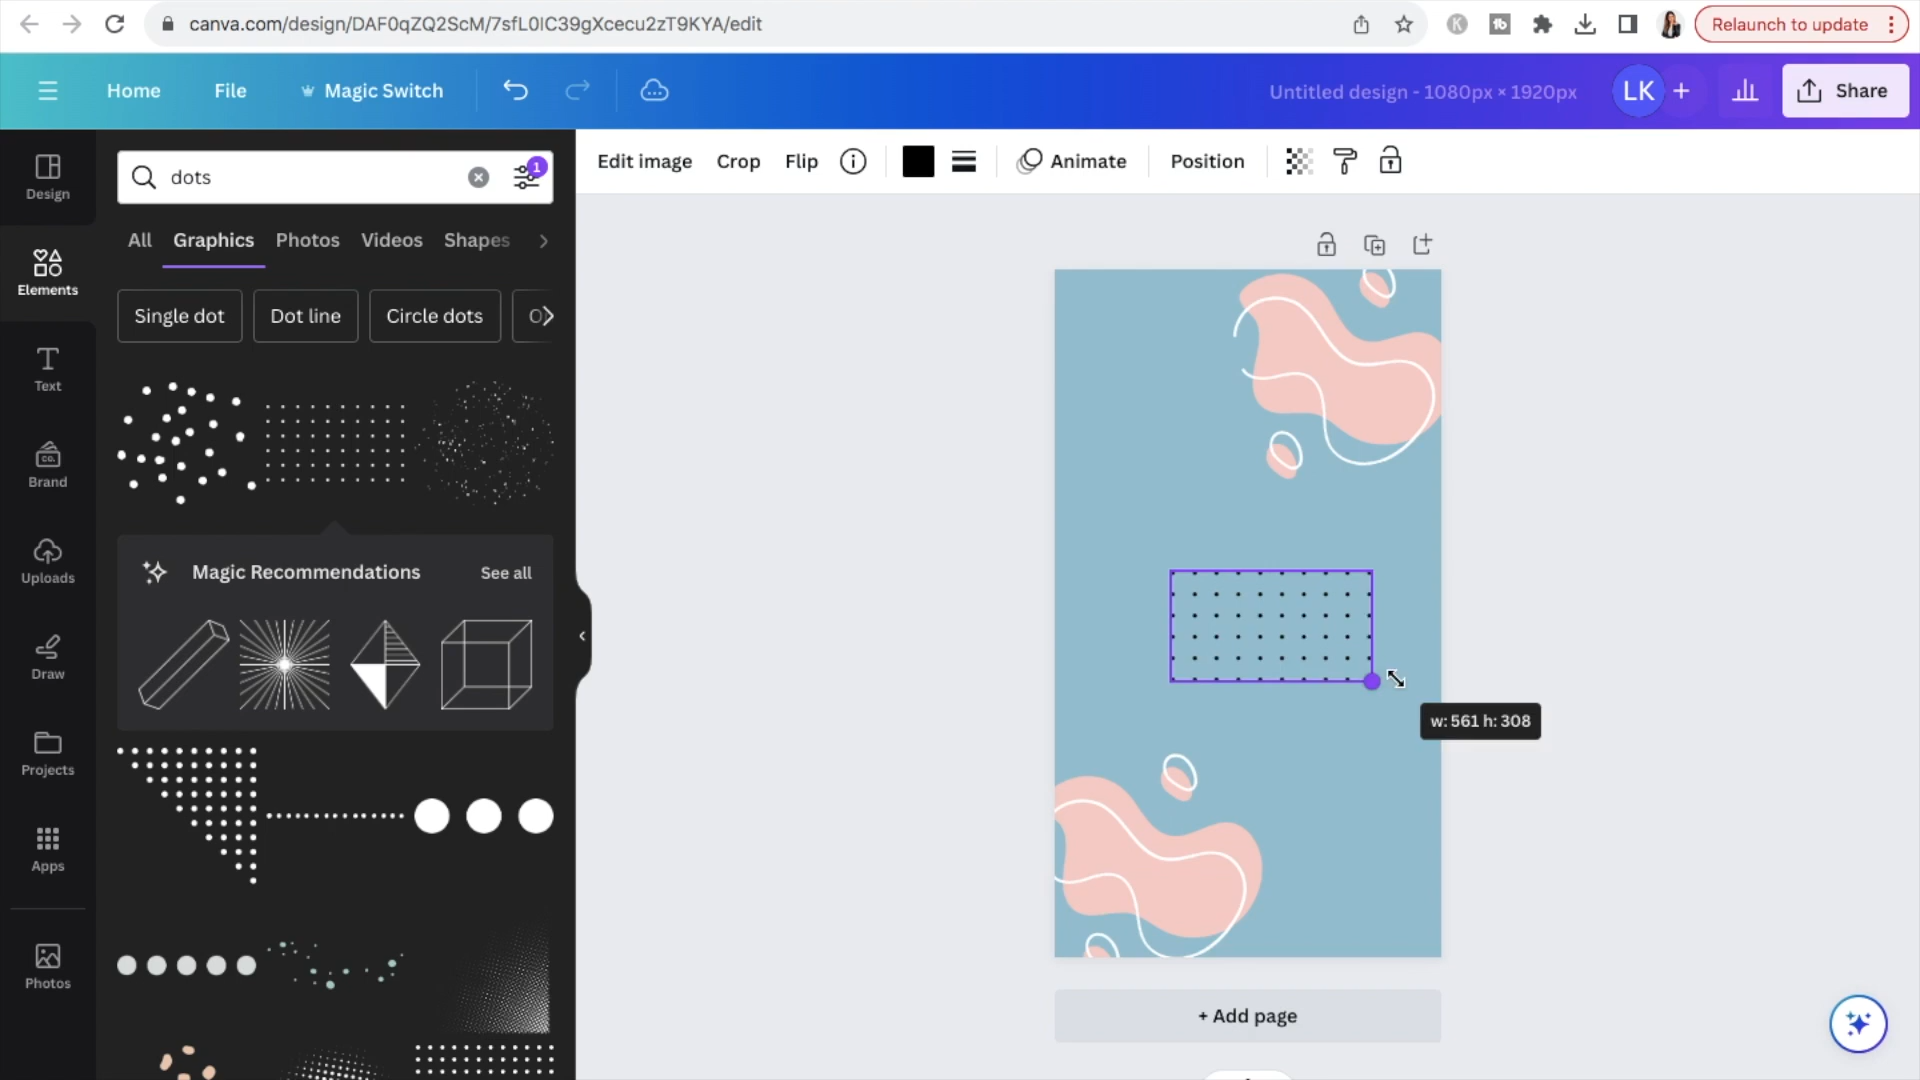 canva.com/design/DAF0qZQ2ScM/7sfL0IC39gXcecu2zT9KYA/edit
Relaunch to update
Home
File
Magic Switch
Untitled design - 1080px × 1920px
LK
Share
Design
Elements
Text
Brand
CO.
Uploads
Draw
Projects
Apps
Photos
dots
1
All
Graphics
Photos
Videos
Shapes
Single dot
Dot line
Circle dots
Magic Recommendations
See all
Edit image
Crop
Flip
Animate
Position
w: 561 h: 308
+ Add page